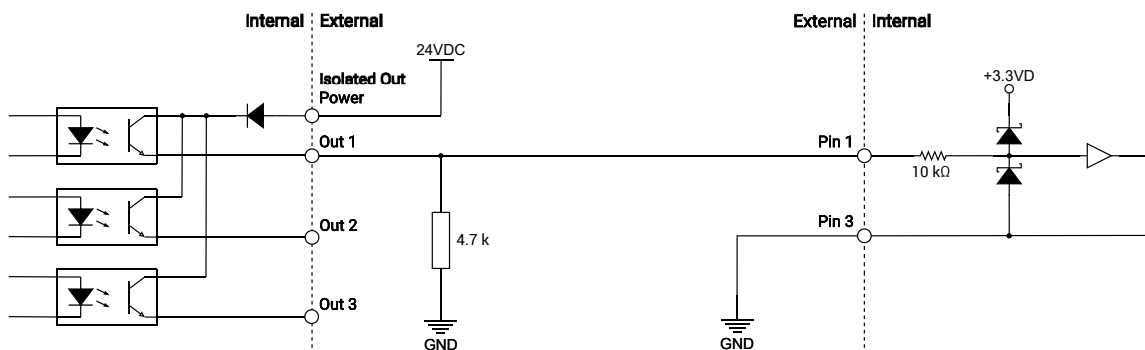 Internal External
External Internal
24VDC
Isolated Out
Power
+3.3VD
Out 1
Pin 1
10 kΩ
Out 2
Pin 3
4.7 k
Out 3
GND
GND